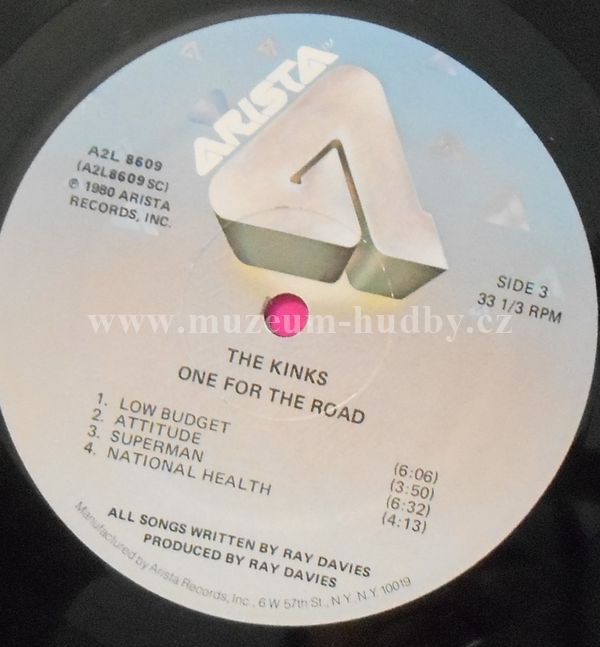 ARISTA™
A2L 8609
(A2L8609 SC)
℗ 1980 ARISTA
RECORDS, INC.
SIDE 3
33 1/3 RPM
www.muzeum-hudby.cz
THE KINKS
ONE FOR THE ROAD
1. LOW BUDGET (6:06)
2. ATTITUDE (3:50)
3. SUPERMAN (6:32)
4. NATIONAL HEALTH (4:13)
ALL SONGS WRITTEN BY RAY DAVIES
PRODUCED BY RAY DAVIES
Manufactured by Arista Records, Inc., 6 W 57th St., N.Y., N.Y. 10019